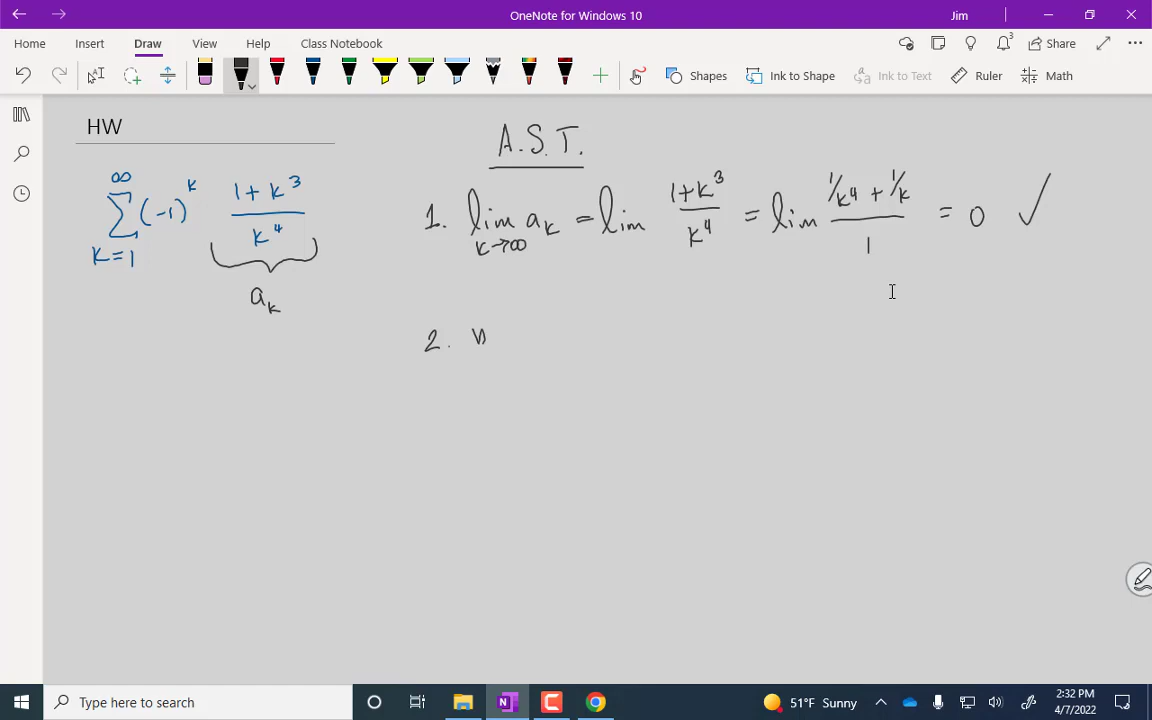 OneNote for Windows 10
Jim
Home Insert Draw View Help Class Notebook
Share
Shapes Ink to Shape Ink to Text Ruler Math
HW
A.S.T.
∞
∑ (-1)^k (1+k^3)/k^4
k=1
a_k
1. lim a_k = lim (1+k^3)/k^4 = lim (1/k^4 + 1/k)/1 = 0 ✓
k→∞
2.
Type here to search
51°F Sunny
2:32 PM
4/7/2022
3